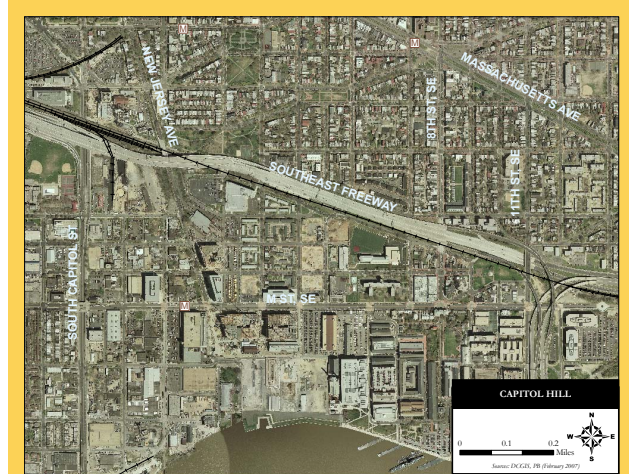 M
M
NEW JERSEY AVE
MASSACHUSETTS AVE
8TH ST. SE
11TH ST. SE
SOUTHEAST FREEWAY
SOUTH CAPITOL ST
M
M ST. SE
CAPITOL HILL
N
W E
S
0 0.1 0.2
Miles
Source: DCGIS, PB (February 2007)